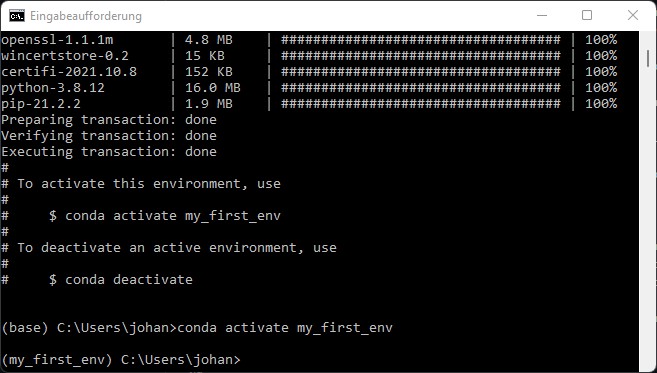 Eingabeaufforderung
openssl-1.1.1m       | 4.8 MB    | ################################### | 100%
wincertstore-0.2     | 15 KB     | ################################### | 100%
certifi-2021.10.8    | 152 KB    | ################################### | 100%
python-3.8.12        | 16.0 MB   | ################################### | 100%
pip-21.2.2           | 1.9 MB    | ################################### | 100%
Preparing transaction: done
Verifying transaction: done
Executing transaction: done
#
# To activate this environment, use
#
#     $ conda activate my_first_env
#
# To deactivate an active environment, use
#
#     $ conda deactivate
(base) C:\Users\johan>conda activate my_first_env
(my_first_env) C:\Users\johan>